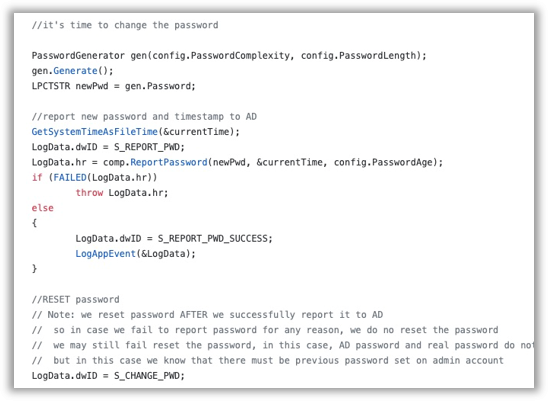 //it's time to change the password
PasswordGenerator gen(config.PasswordComplexity, config.PasswordLength);
gen.Generate();
LPCTSTR newPwd = gen.Password;
//report new password and timestamp to AD
GetSystemTimeAsFileTime(&currentTime);
LogData.dwID = S_REPORT_PWD;
LogData.hr = comp.ReportPassword(newPwd, &currentTime, config.PasswordAge);
if (FAILED(LogData.hr))
throw LogData.hr;
else
{
LogData.dwID = S_REPORT_PWD_SUCCESS;
LogAppEvent(&LogData);
}
//RESET password
// Note: we reset password AFTER we successfully report it to AD
// so in case we fail to report password for any reason, we do no reset the password
// we may still fail reset the password, in this case, AD password and real password do not
// but in this case we know that there must be previous password set on admin account
LogData.dwID = S_CHANGE_PWD;